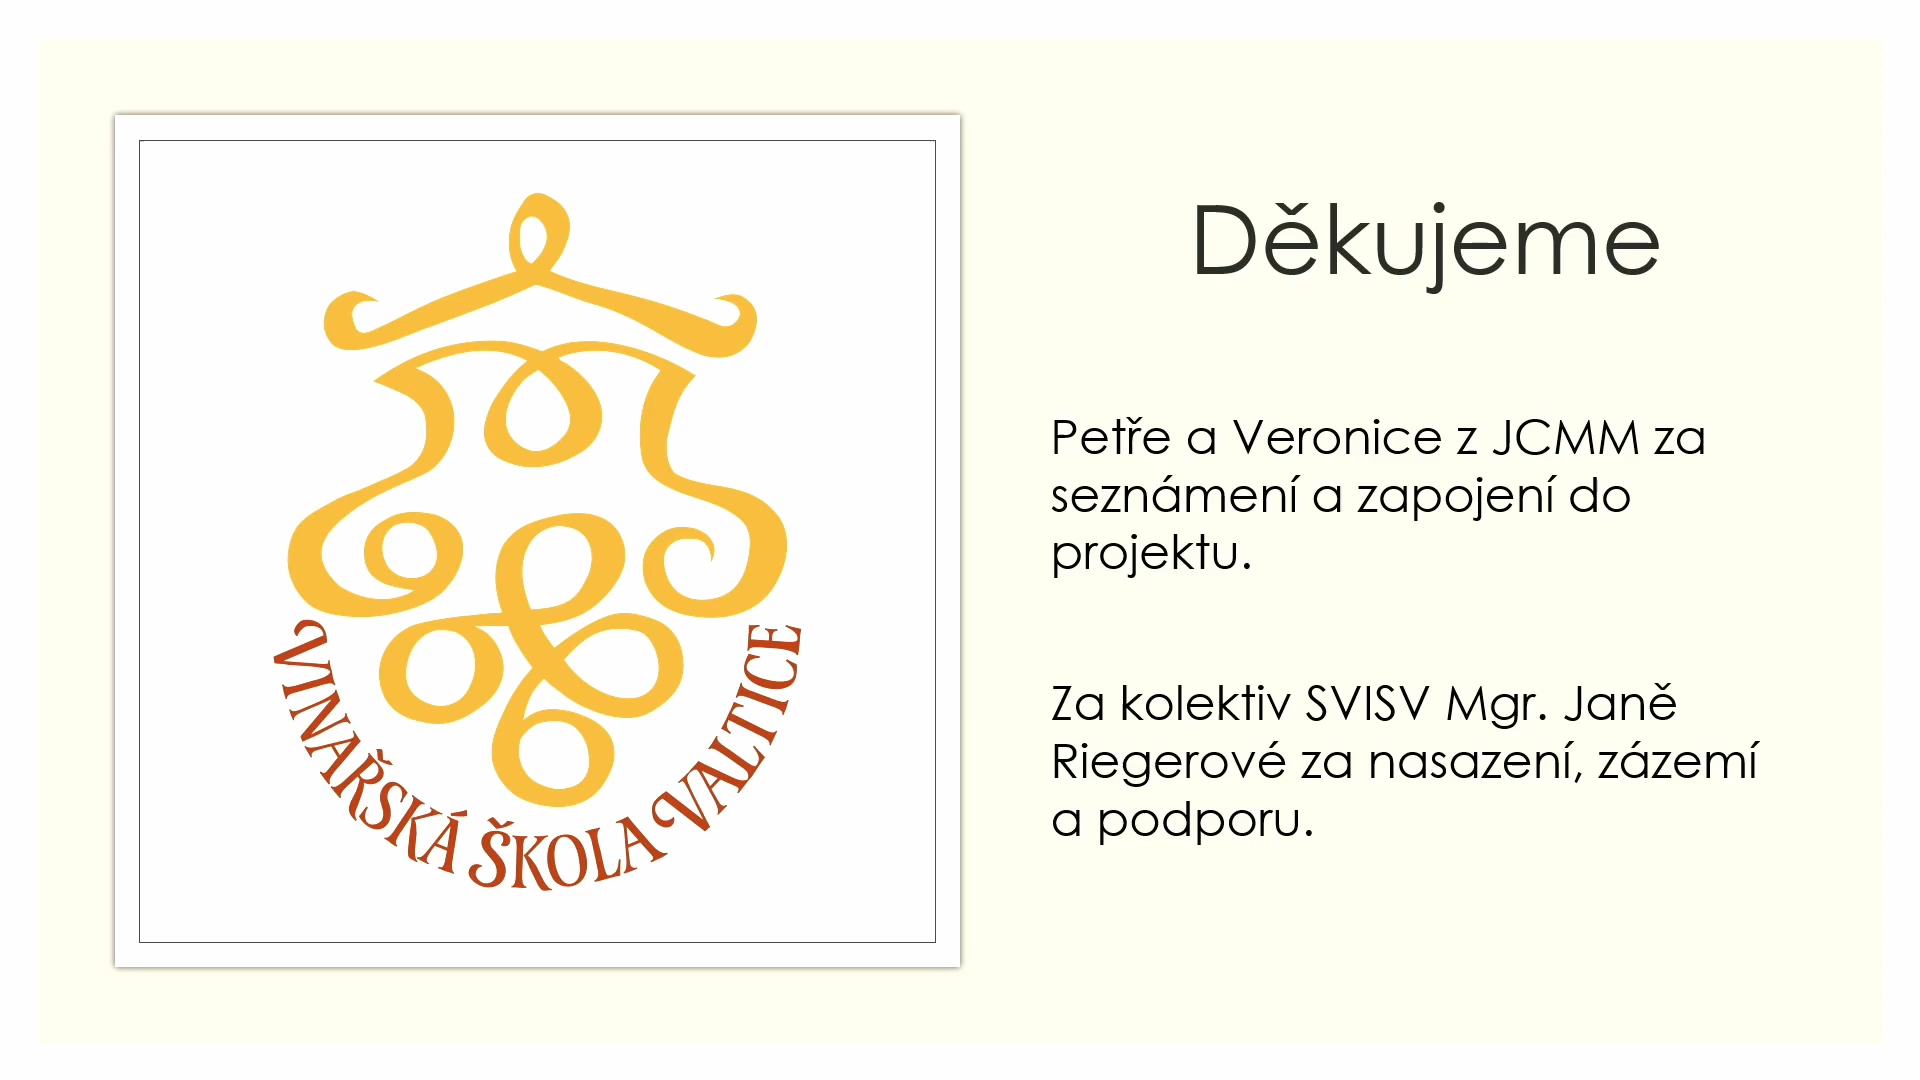 VINAŘSKÁ ŠKOLA VALTICE
Děkujeme
Petře a Veronice z JCMM za
seznámení a zapojení do
projektu.
Za kolektiv SVISV Mgr. Janě
Riegerové za nasazení, zázemí
a podporu.